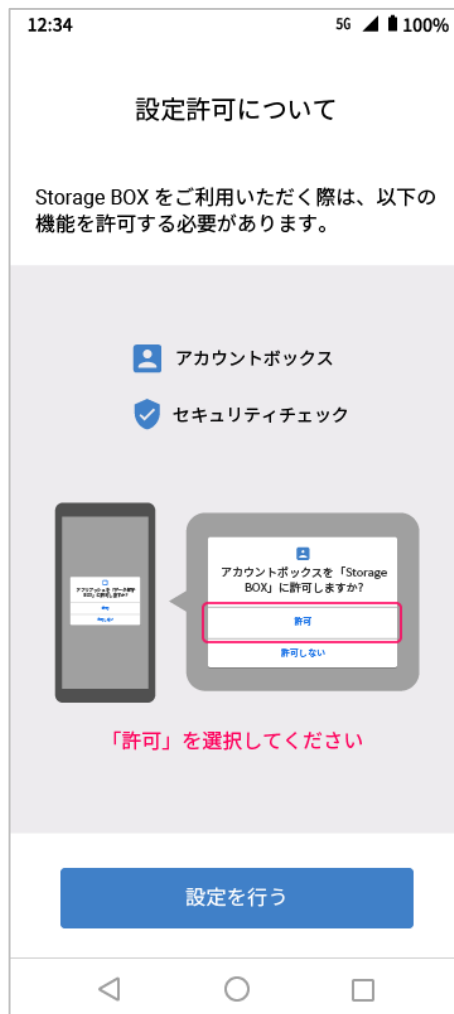 12:34
5G 100%
設定許可について
Storage BOX をご利用いただく際は、以下の
機能を許可する必要があります。
アカウントボックス
セキュリティチェック
アカウントボックスを「Storage
BOX」に許可しますか?
許可
許可しない
「許可」を選択してください
設定を行う